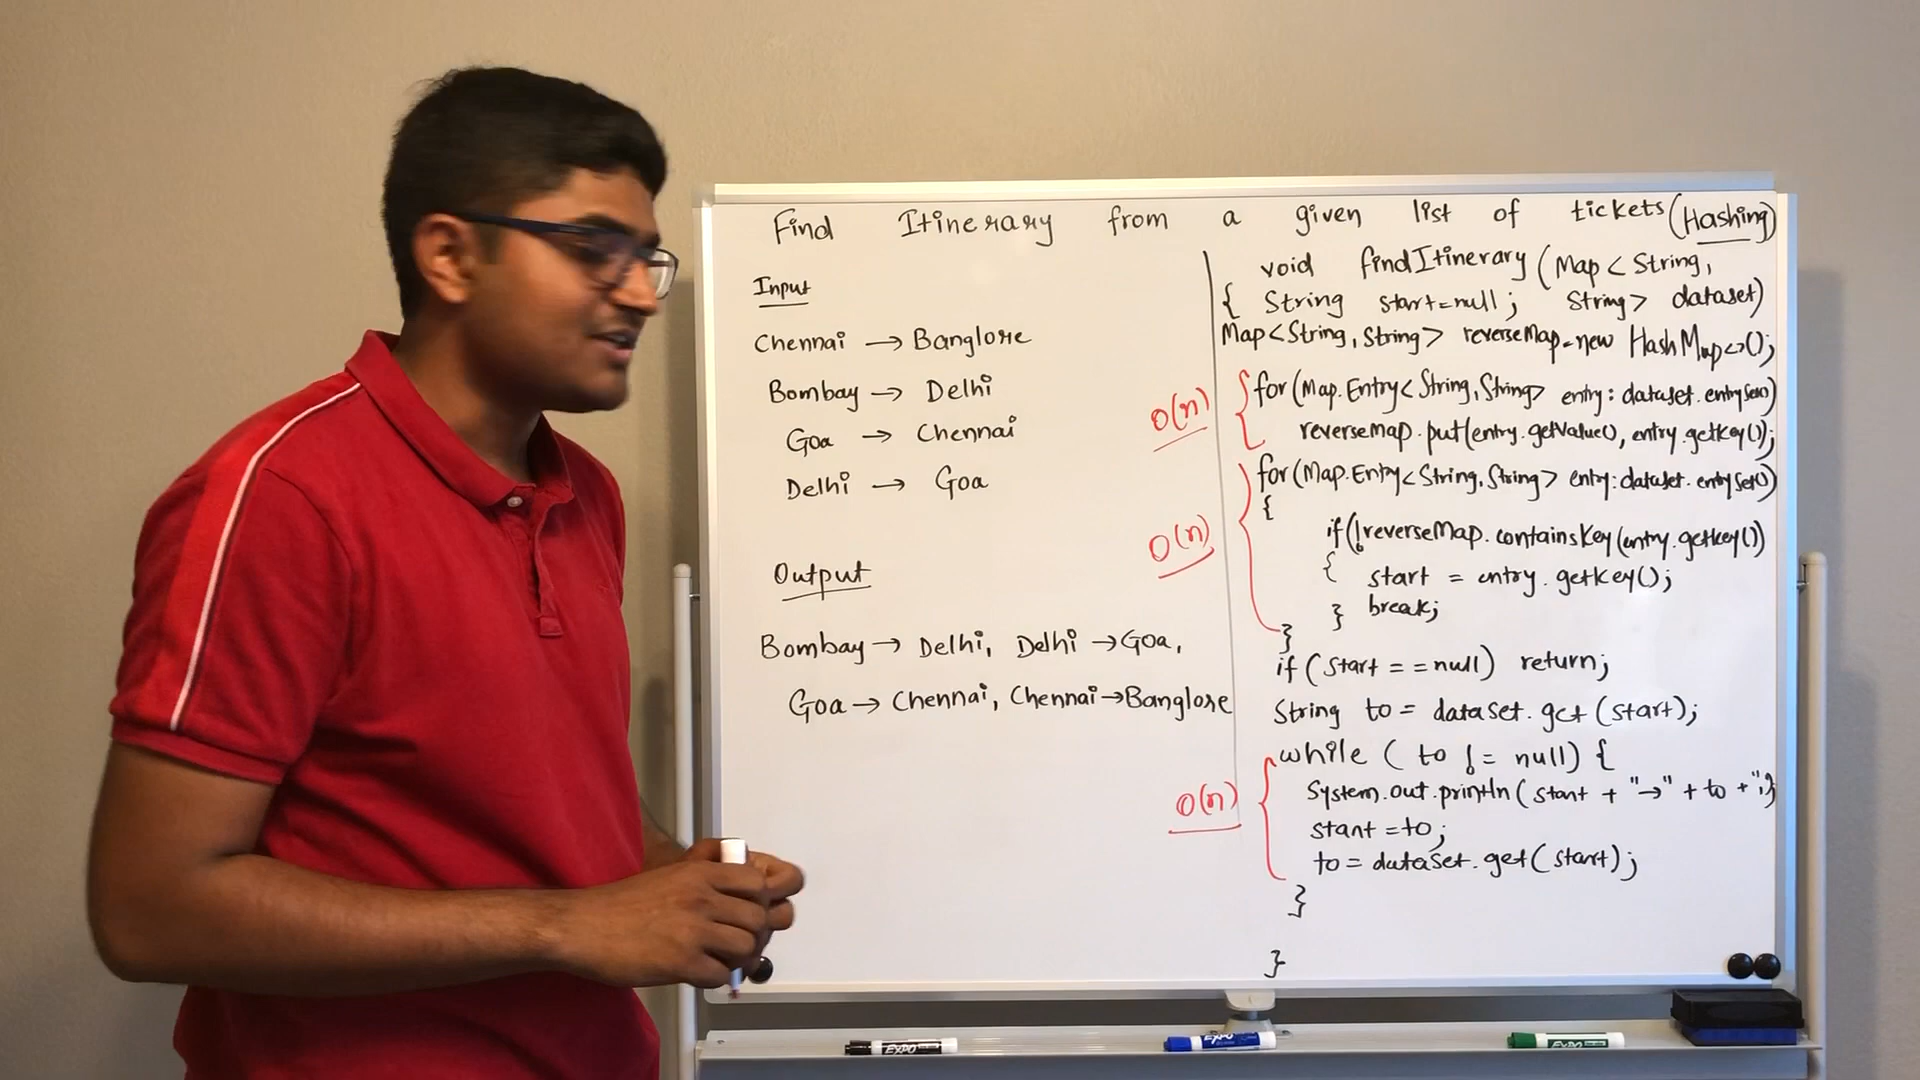 Find Itinerary from a given list of tickets (Hashing)
Input
Chennai → Banglore
Bombay → Delhi
Goa → Chennai
Delhi → Goa
Output
Bombay → Delhi, Delhi → Goa,
Goa → Chennai, Chennai → Banglore
void findItinerary (Map < String,
{ String start=null; String> dataset)
Map<String, String> reverseMap=new HashMap<>();
O(n)
for(Map.Entry<String,String> entry: dataset.entrySet())
reverseMap.put(entry.getValue(), entry.getKey());
O(n)
for(Map.Entry<String,String> entry:dataset.entrySet())
{
if(!reverseMap.containsKey(entry.getKey())
{ start = entry.getKey();
} break;
}
if (start == null) return;
String to = dataset.get(start);
O(n)
while ( to != null) {
System.out.println( start + "→" + to + ",");
start = to;
to = dataset.get(start);
}
}
EXPO
EXPO
EXPO